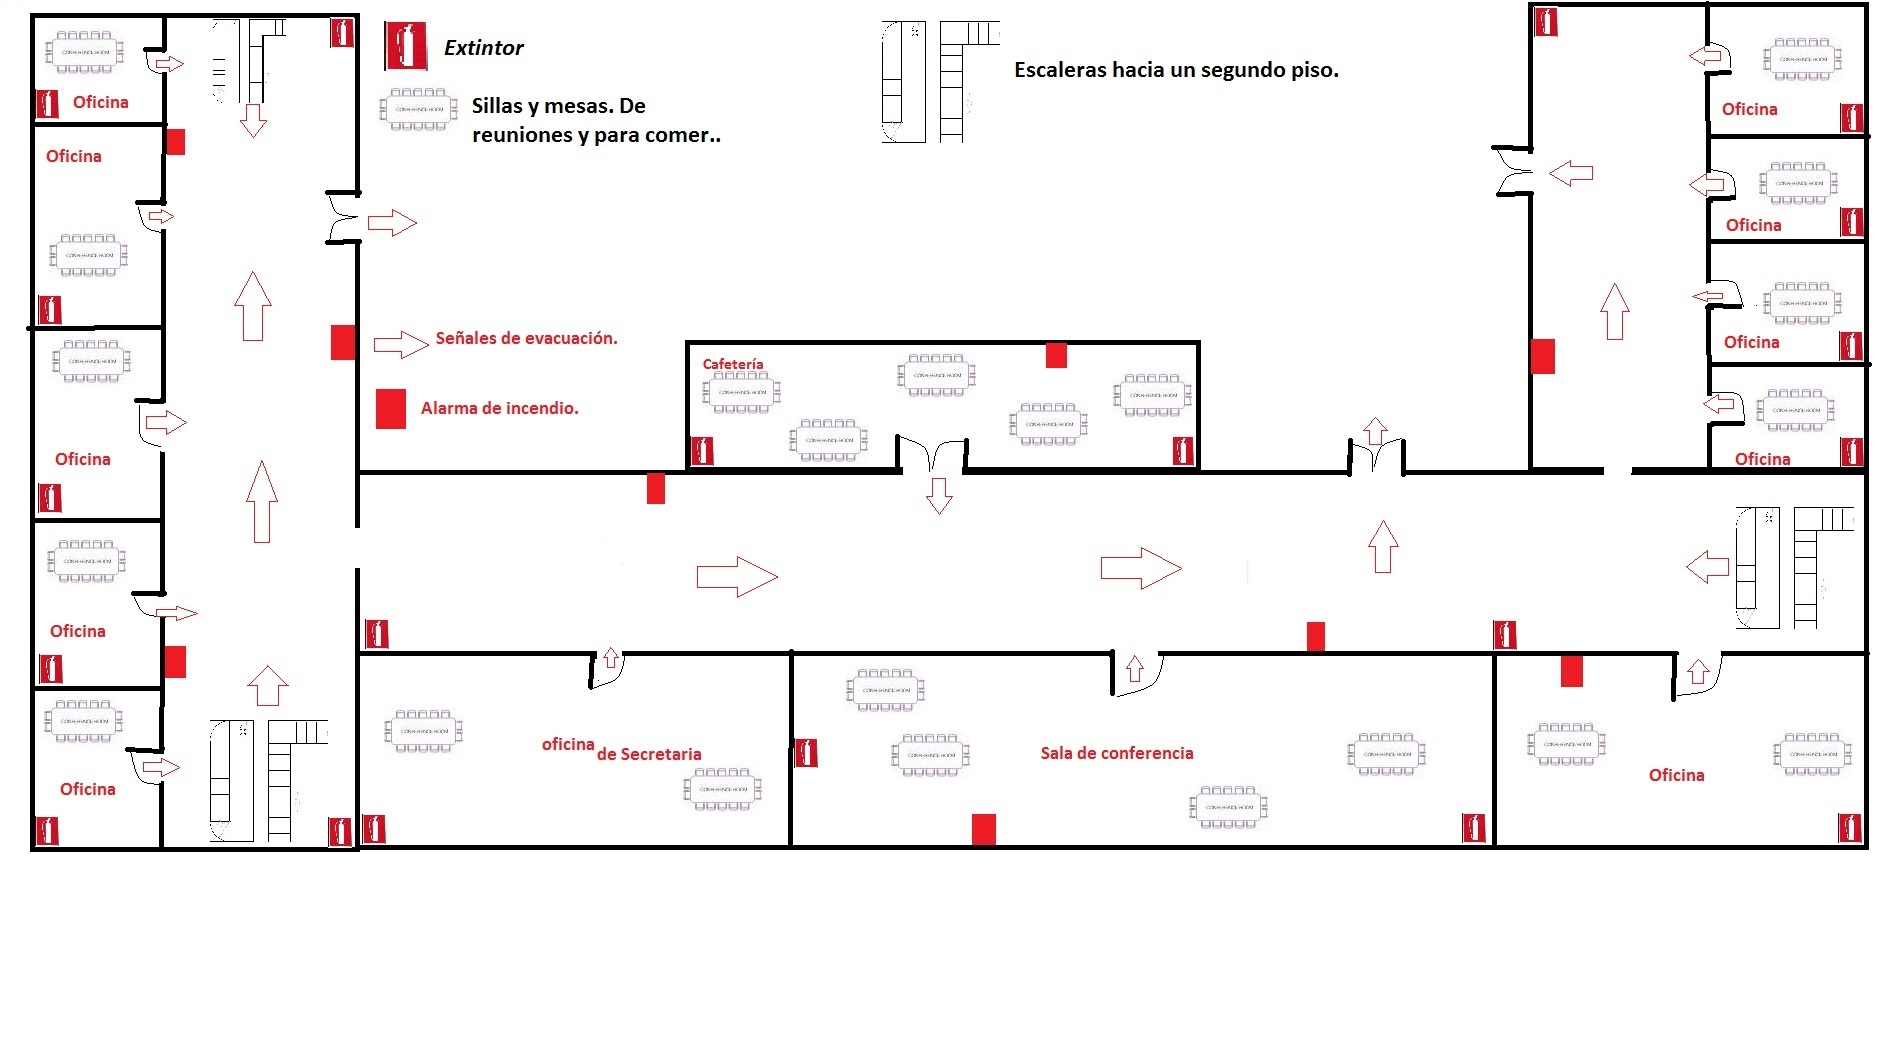 Extintor
Sillas y mesas. De
reuniones y para comer..
Escaleras hacia un segundo piso.
Oficina
Oficina
Oficina
Oficina
Oficina
Señales de evacuación.
Alarma de incendio.
Cafetería
Oficina
Oficina
Oficina
Oficina
oficina
de Secretaria
Sala de conferencia
Oficina